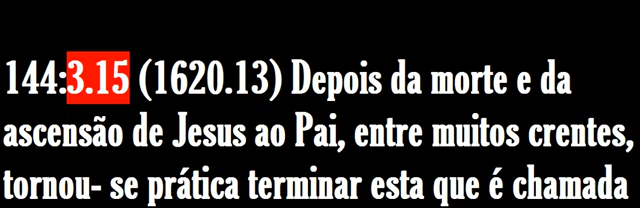 144:3.15 (1620.13) Depois da morte e da
ascensão de Jesus ao Pai, entre muitos crentes,
tornou- se prática terminar esta que é chamada